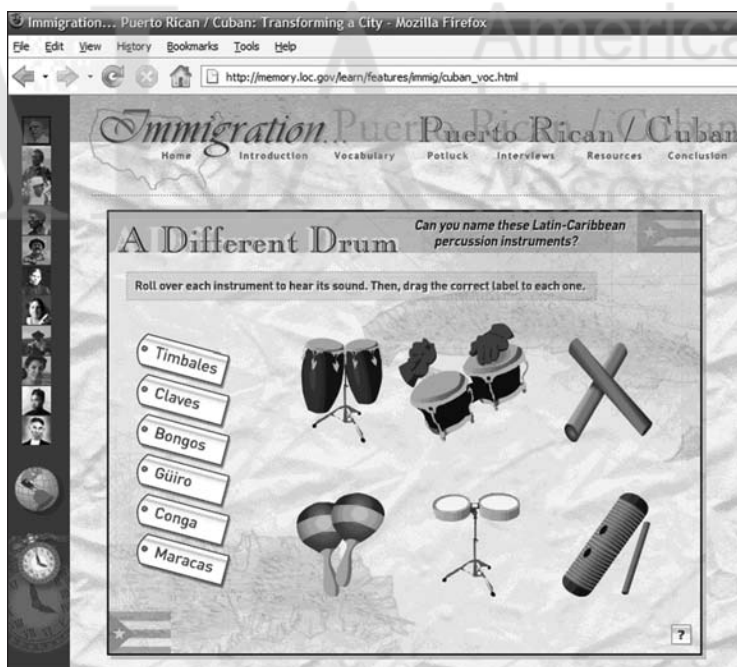 Immigration... Puerto Rican / Cuban: Transforming a City - Mozilla Firefox
File Edit View History Bookmarks Tools Help
http://memory.loc.gov/learn/features/immig/cuban_voc.html
Immigration... Puerto Rican / Cuban
Home Introduction Vocabulary Potluck Interviews Resources Conclusion
A Different Drum
Can you name these Latin-Caribbean
percussion instruments?
Roll over each instrument to hear its sound. Then, drag the correct label to each one.
Timbales
Claves
Bongos
Güiro
Conga
Maracas
?